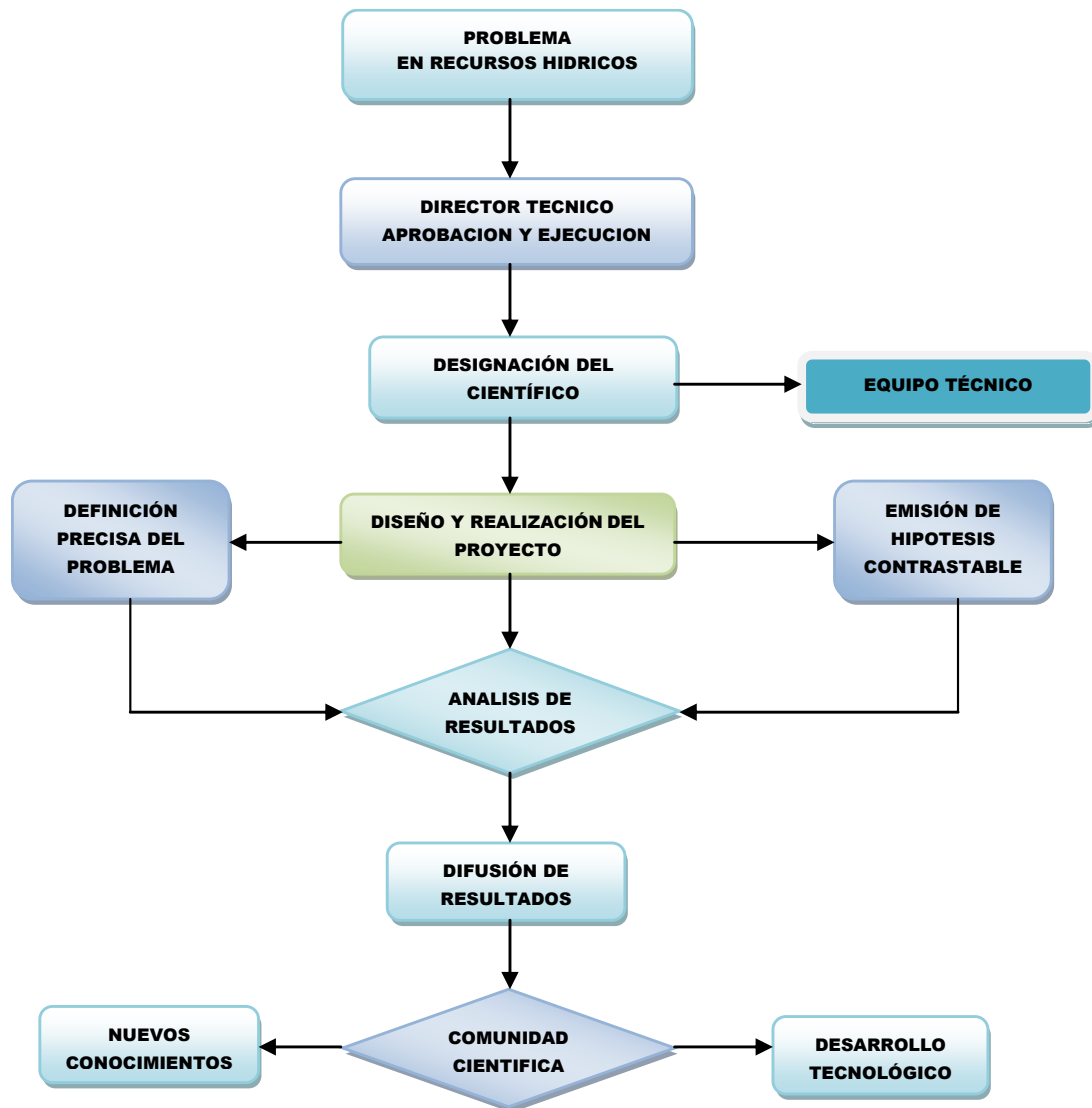 PROBLEMA
EN RECURSOS HIDRICOS
DIRECTOR TECNICO
APROBACION Y EJECUCION
DESIGNACIÓN DEL
CIENTÍFICO
EQUIPO TÉCNICO
DEFINICIÓN
PRECISA DEL
PROBLEMA
DISEÑO Y REALIZACIÓN DEL
PROYECTO
EMISIÓN DE
HIPOTESIS
CONTRASTABLE
ANALISIS DE
RESULTADOS
DIFUSIÓN DE
RESULTADOS
NUEVOS
CONOCIMIENTOS
COMUNIDAD
CIENTIFICA
DESARROLLO
TECNOLÓGICO